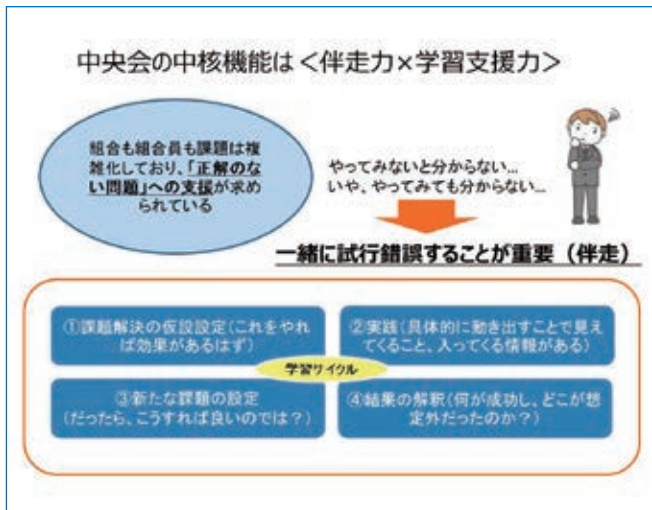 中央会の中核機能は＜伴走力×学習支援力＞
組合も組合員も課題は複
雑化しており、「正解のな
い問題」への支援が求め
られている
やってみないと分からない…
いや、やってみても分からない…
一緒に試行錯誤することが重要（伴走）
①課題解決の仮設設定(これをやれ
ば効果があるはず)
②実践(具体的に動き出すことで見え
てくること、入ってくる情報がある)
学習サイクル
③新たな課題の設定
(だったら、こうすれば良いのでは？)
④結果の解釈(何が成功し、どこが想
定外だったのか？)